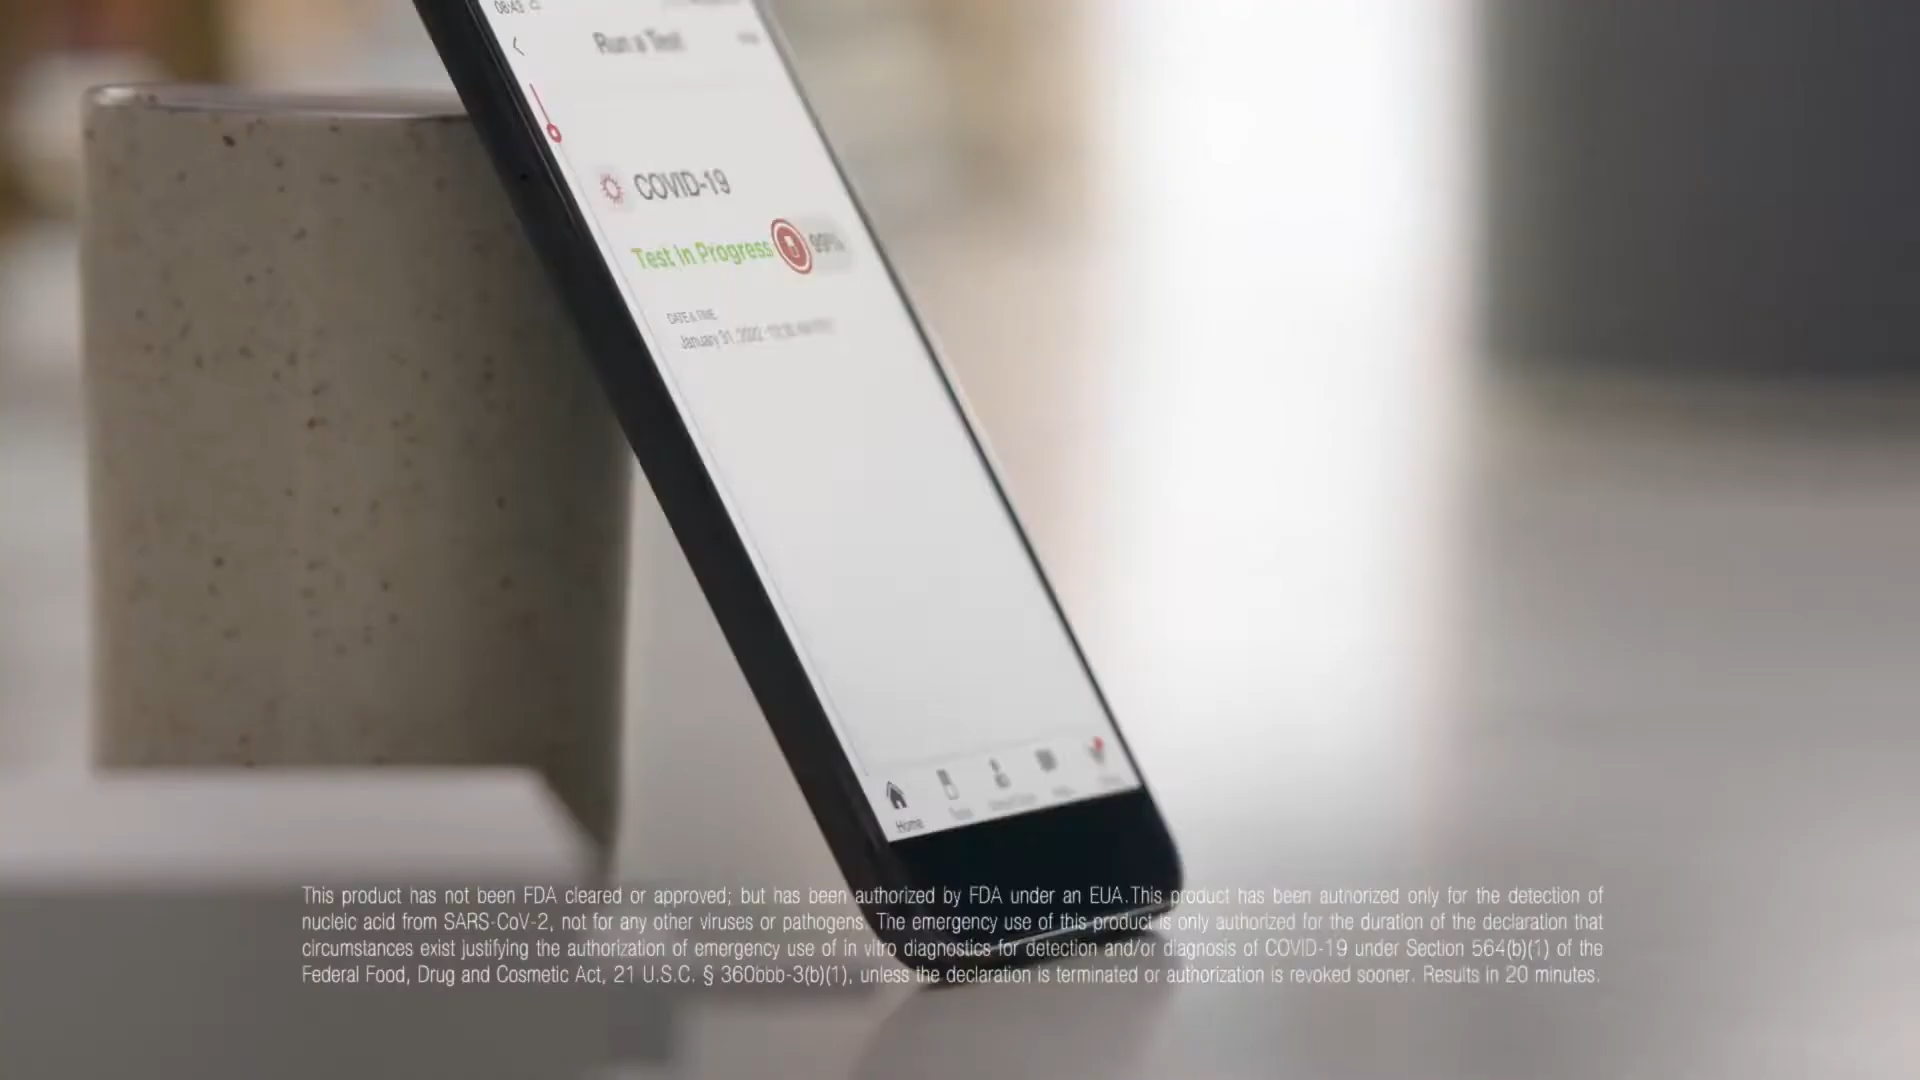 08:43
Run a Test
COVID-19
Test In Progress 99%
DATE & TIME
January 31, 2022
Home
This product has not been FDA cleared or approved; but has been authorized by FDA under an EUA.This product has been authorized only for the detection of
nucleic acid from SARS-CoV-2, not for any other viruses or pathogens. The emergency use of this product is only authorized for the duration of the declaration that
circumstances exist justifying the authorization of emergency use of in vitro diagnostics for detection and/or diagnosis of COVID-19 under Section 564(b)(1) of the
Federal Food, Drug and Cosmetic Act, 21 U.S.C. § 360bbb-3(b)(1), unless the declaration is terminated or authorization is revoked sooner. Results in 20 minutes.